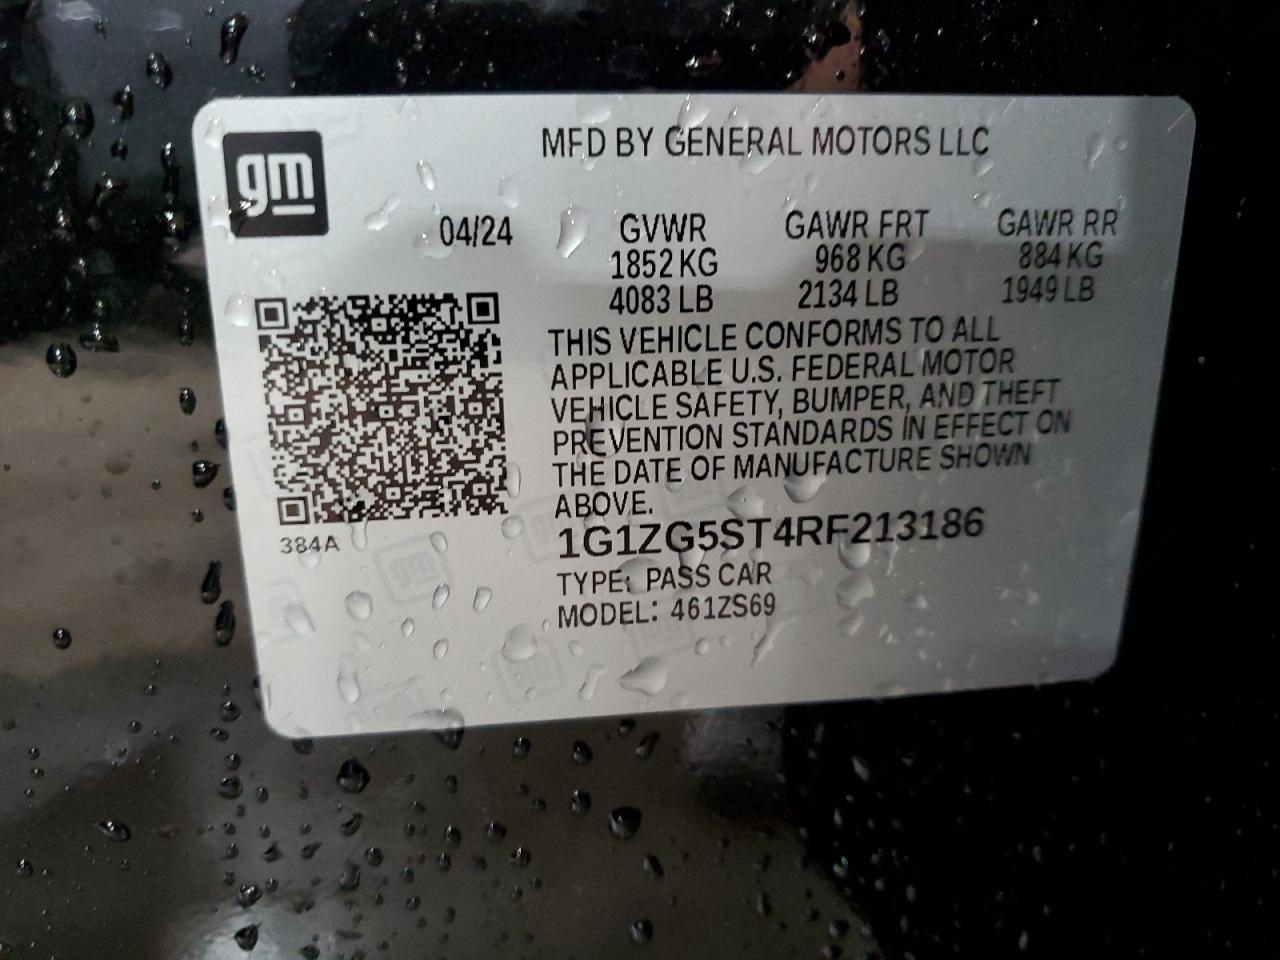 gm
MFD BY GENERAL MOTORS LLC
04/24 GVWR GAWR FRT GAWR RR
1852 KG 968 KG 884 KG
4083 LB 2134 LB 1949 LB
THIS VEHICLE CONFORMS TO ALL
APPLICABLE U.S. FEDERAL MOTOR
VEHICLE SAFETY, BUMPER, AND THEFT
PREVENTION STANDARDS IN EFFECT ON
THE DATE OF MANUFACTURE SHOWN
ABOVE.
384A
1G1ZG5ST4RF213186
TYPE: PASS CAR
MODEL: 461ZS69